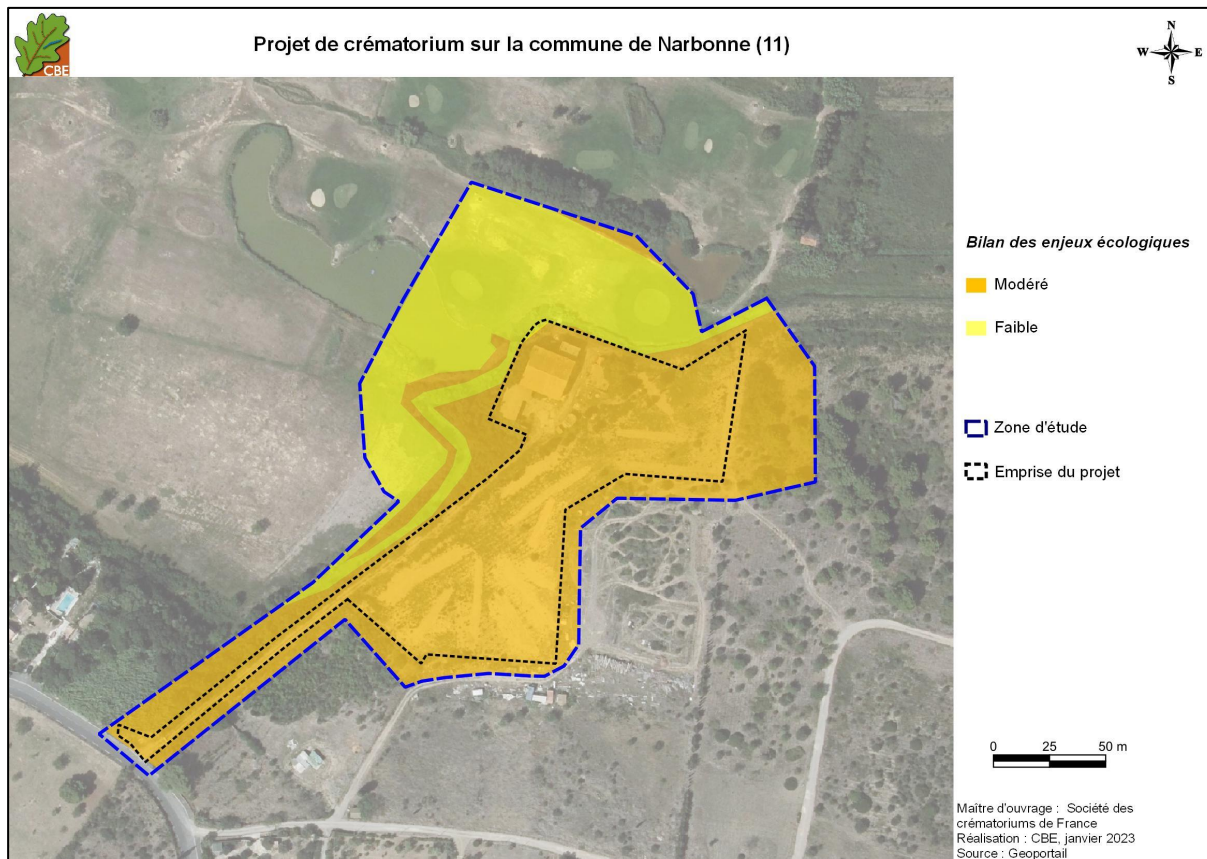 CBE
Projet de crématorium sur la commune de Narbonne (11)
N
W E
S
Bilan des enjeux écologiques
Modéré
Faible
Zone d'étude
Emprise du projet
0 25 50 m
Maître d'ouvrage : Société des
crématoriums de France
Réalisation : CBE, janvier 2023
Source : Geoportail